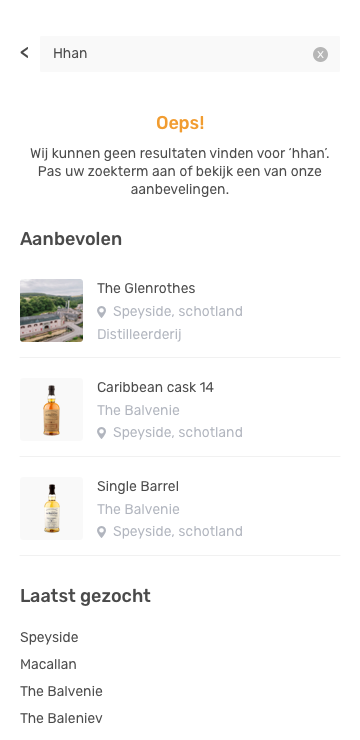 < Hhan
Oeps!
Wij kunnen geen resultaten vinden voor ‘hhan’.
Pas uw zoekterm aan of bekijk een van onze
aanbevelingen.
Aanbevolen
The Glenrothes
Speyside, schotland
Distilleerderij
Caribbean cask 14
The Balvenie
Speyside, schotland
Single Barrel
The Balvenie
Speyside, schotland
Laatst gezocht
Speyside
Macallan
The Balvenie
The Baleniev